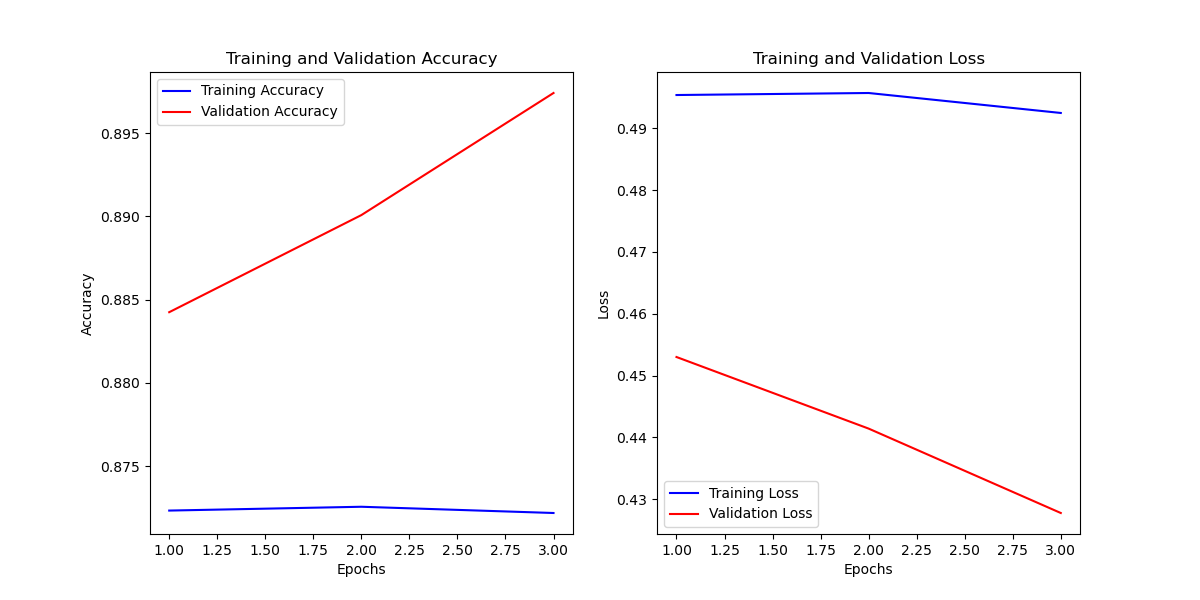 Training and Validation Accuracy
Training Accuracy
Validation Accuracy
0.895
0.890
0.885
0.880
0.875
Accuracy
1.00 1.25 1.50 1.75 2.00 2.25 2.50 2.75 3.00
Epochs
Training and Validation Loss
0.49
0.48
0.47
0.46
0.45
0.44
0.43
Loss
Training Loss
Validation Loss
1.00 1.25 1.50 1.75 2.00 2.25 2.50 2.75 3.00
Epochs